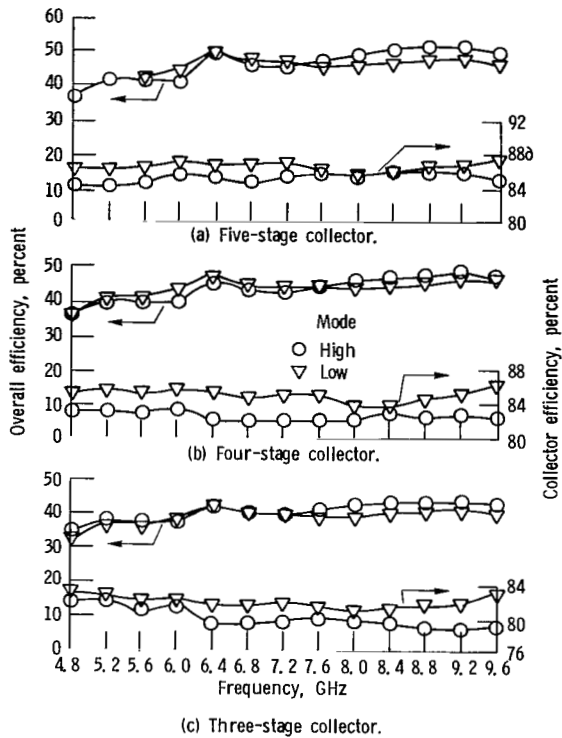 60
50
40
30
20
10
0
92
88
84
80
(a) Five-stage collector.
Overall efficiency, percent
Collector efficiency, percent
50
40
30
20
10
0
Mode
High
Low
88
84
80
(b) Four-stage collector.
50
40
30
20
10
0
84
80
76
4.8 5.2 5.6 6.0 6.4 6.8 7.2 7.6 8.0 8.4 8.8 9.2 9.6
Frequency, GHz
(c) Three-stage collector.